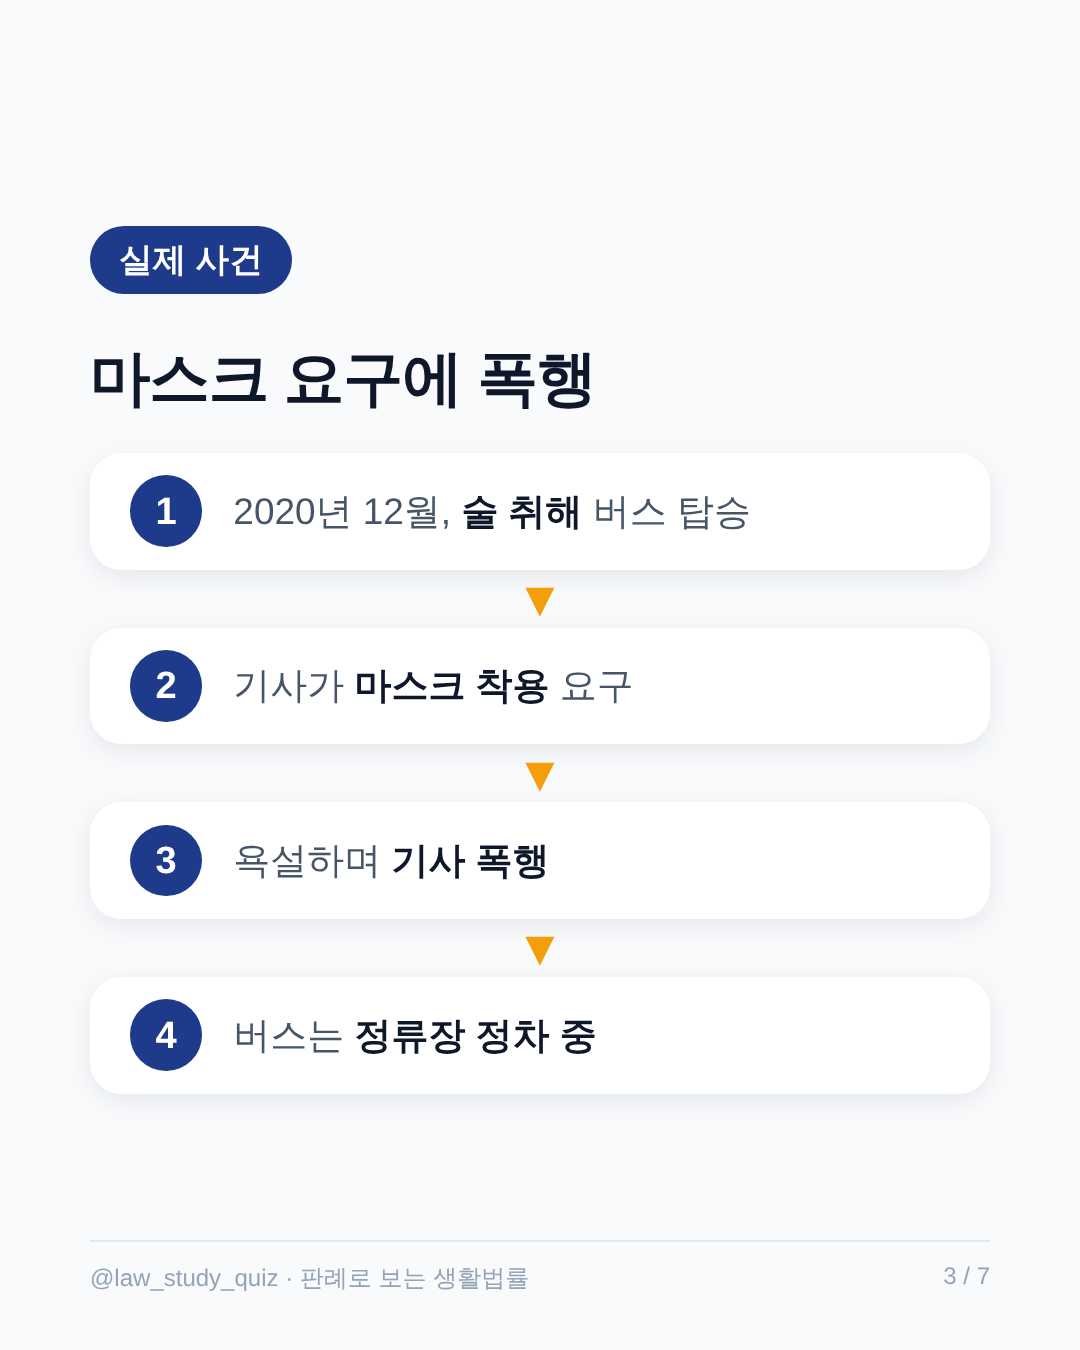 실제 사건
마스크 요구에 폭행
1 2020년 12월, 술 취해 버스 탑승
2 기사가 마스크 착용 요구
3 욕설하며 기사 폭행
4 버스는 정류장 정차 중
@law_study_quiz · 판례로 보는 생활법률 3 / 7